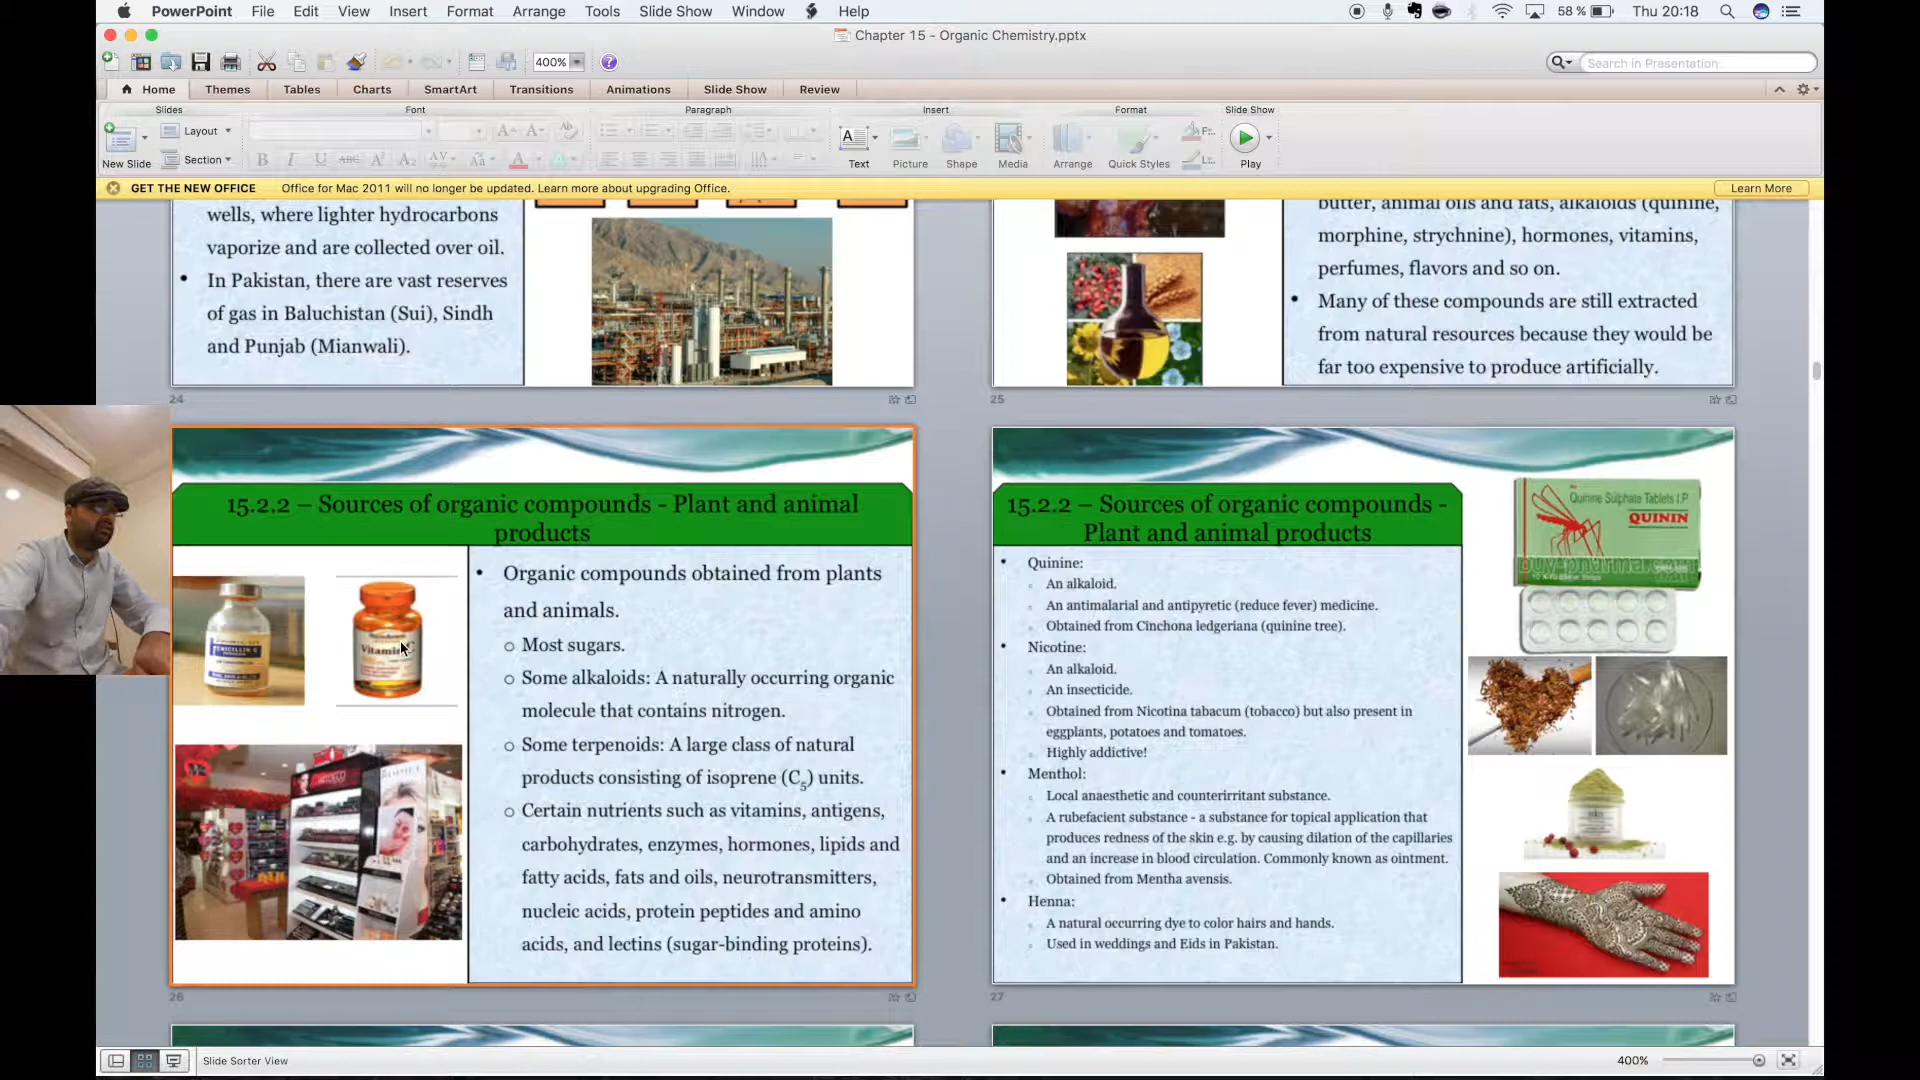 PowerPoint File Edit View Insert Format Arrange Tools Slide Show Window Help 58 % Thu 20:18
Chapter 15 - Organic Chemistry.pptx
400% Search in Presentation
Home Themes Tables Charts SmartArt Transitions Animations Slide Show Review
Slides Font Paragraph Insert Format Slide Show
Layout
New Slide Section Text Picture Shape Media Arrange Quick Styles Play
GET THE NEW OFFICE Office for Mac 2011 will no longer be updated. Learn more about upgrading Office. Learn More
wells, where lighter hydrocarbons
vaporize and are collected over oil.
• In Pakistan, there are vast reserves
of gas in Baluchistan (Sui), Sindh
and Punjab (Mianwali).
24
butter, animal oils and fats, alkaloids (quinine,
morphine, strychnine), hormones, vitamins,
perfumes, flavors and so on.
• Many of these compounds are still extracted
from natural resources because they would be
far too expensive to produce artificially.
25
15.2.2 – Sources of organic compounds - Plant and animal
products
Vitamin
• Organic compounds obtained from plants
and animals.
o Most sugars.
o Some alkaloids: A naturally occurring organic
molecule that contains nitrogen.
o Some terpenoids: A large class of natural
products consisting of isoprene (C5) units.
o Certain nutrients such as vitamins, antigens,
carbohydrates, enzymes, hormones, lipids and
fatty acids, fats and oils, neurotransmitters,
nucleic acids, protein peptides and amino
acids, and lectins (sugar-binding proteins).
26
15.2.2 – Sources of organic compounds -
Plant and animal products
• Quinine:
An alkaloid.
An antimalarial and antipyretic (reduce fever) medicine.
Obtained from Cinchona ledgeriana (quinine tree).
• Nicotine:
An alkaloid.
An insecticide.
Obtained from Nicotina tabacum (tobacco) but also present in
eggplants, potatoes and tomatoes.
Highly addictive!
• Menthol:
Local anaesthetic and counterirritant substance.
A rubefacient substance - a substance for topical application that
produces redness of the skin e.g. by causing dilation of the capillaries
and an increase in blood circulation. Commonly known as ointment.
Obtained from Mentha avensis.
• Henna:
A natural occurring dye to color hairs and hands.
Used in weddings and Eids in Pakistan.
Quinine Sulphate Tablets I.P
QUININ
buy-pharma.com
27
Slide Sorter View 400%